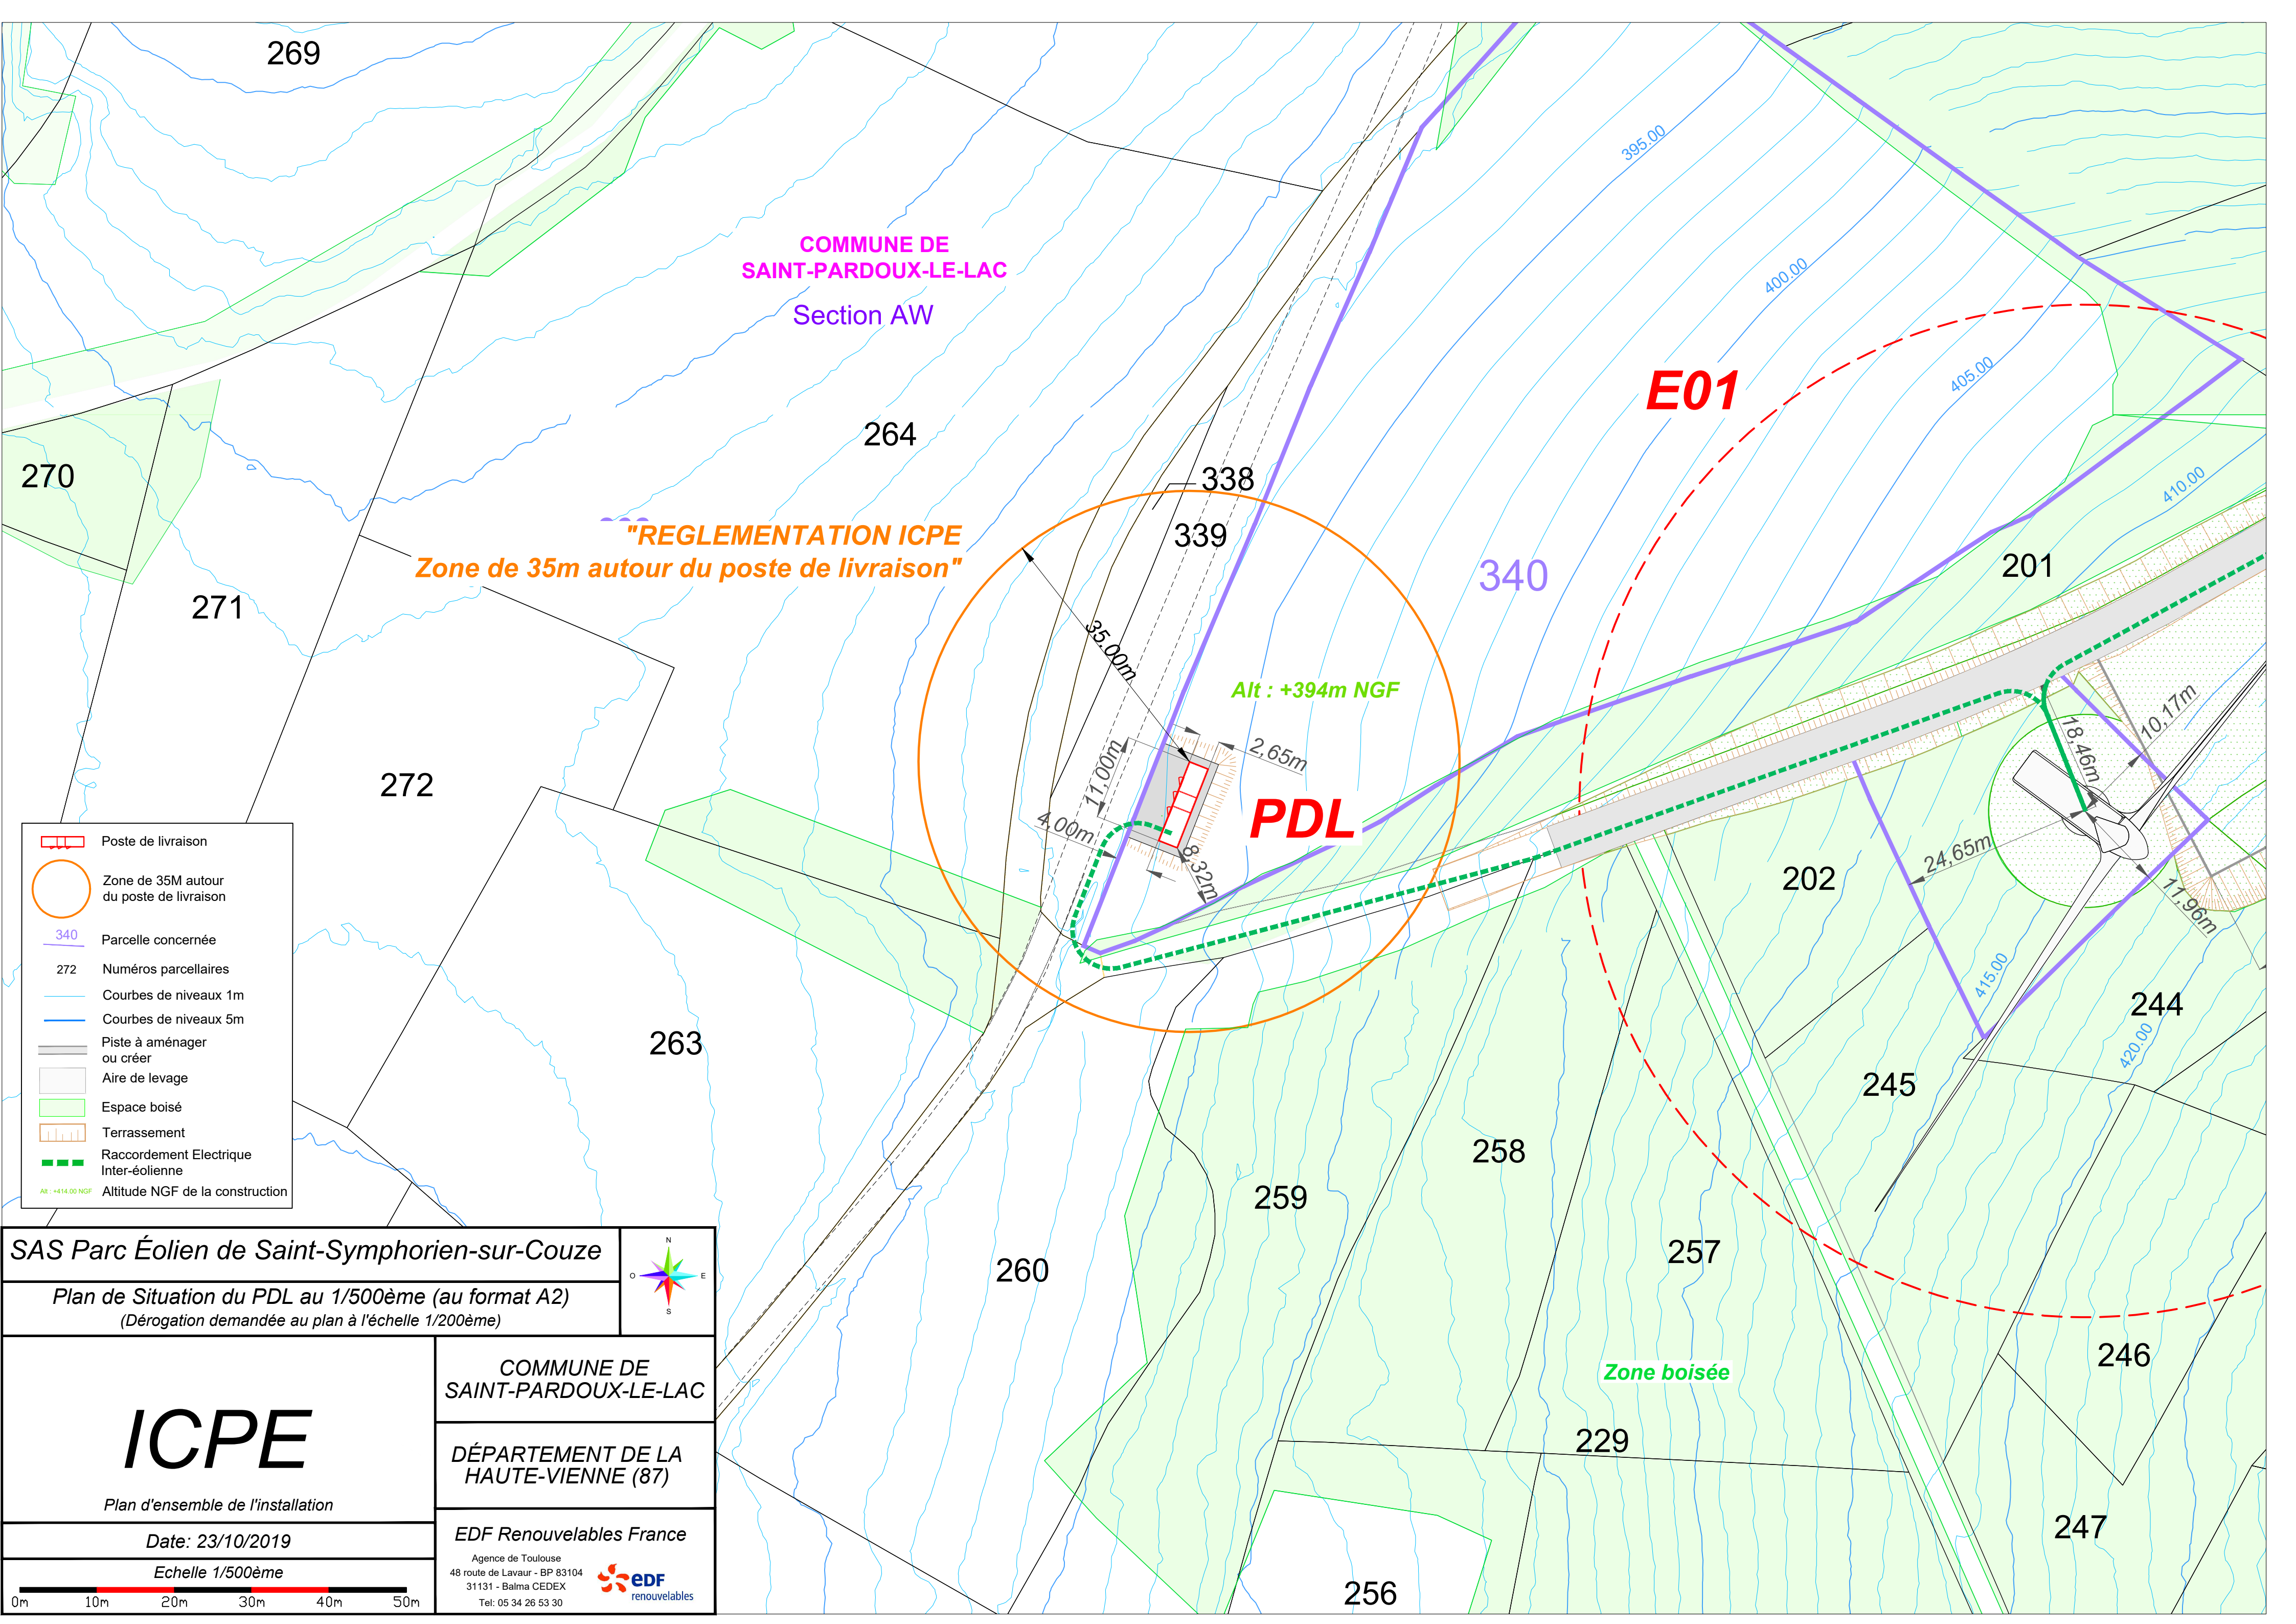 269
COMMUNE DE
SAINT-PARDOUX-LE-LAC
Section AW
395.00
400.00
405.00
410.00
E01
264
270
338
339
"REGLEMENTATION ICPE
Zone de 35m autour du poste de livraison"
271
340
201
35,00m
Alt : +394m NGF
2,65m
11,00m
4,00m
8,32m
PDL
272
18,46m
10,17m
24,65m
11,96m
202
415.00
420.00
244
245
263
258
259
257
260
246
Zone boisée
229
247
256
Poste de livraison
Zone de 35M autour
du poste de livraison
340
Parcelle concernée
272
Numéros parcellaires
Courbes de niveaux 1m
Courbes de niveaux 5m
Piste à aménager
ou créer
Aire de levage
Espace boisé
Terrassement
Raccordement Electrique
Inter-éolienne
Alt : +414.00 NGF
Altitude NGF de la construction
SAS Parc Éolien de Saint-Symphorien-sur-Couze
N
O
E
S
Plan de Situation du PDL au 1/500ème (au format A2)
(Dérogation demandée au plan à l'échelle 1/200ème)
ICPE
Plan d'ensemble de l'installation
COMMUNE DE
SAINT-PARDOUX-LE-LAC
DÉPARTEMENT DE LA
HAUTE-VIENNE (87)
Date: 23/10/2019
Echelle 1/500ème
0m 10m 20m 30m 40m 50m
EDF Renouvelables France
Agence de Toulouse
48 route de Lavaur - BP 83104
31131 - Balma CEDEX
Tel: 05 34 26 53 30
eDF
renouvelables